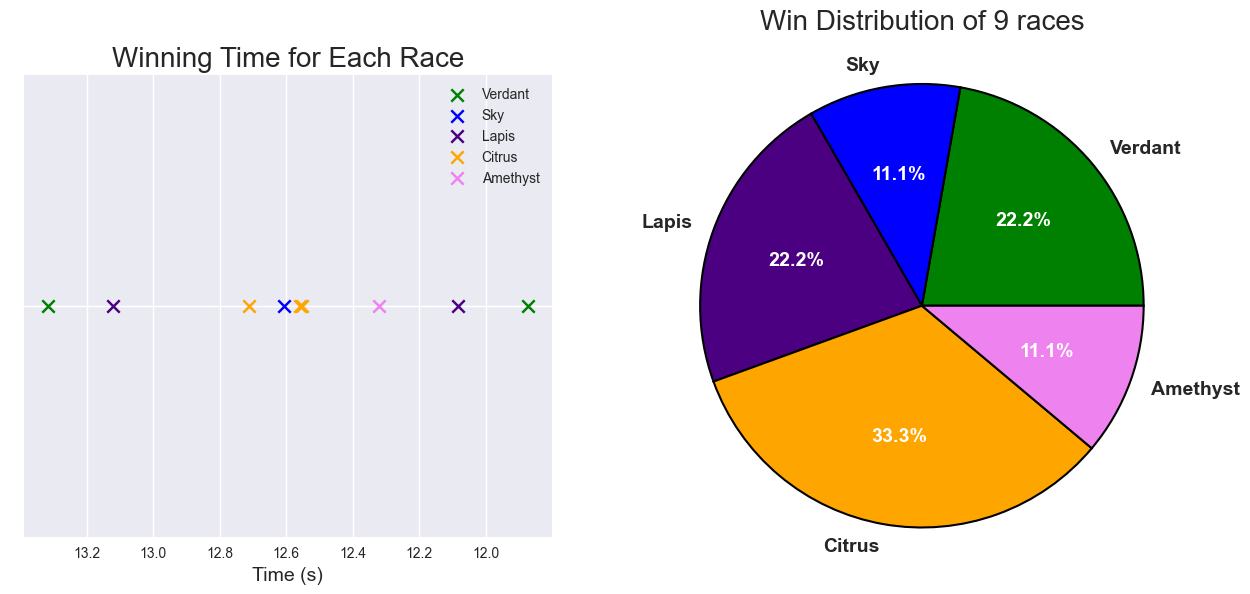 Winning Time for Each Race
Verdant
Sky
Lapis
Citrus
Amethyst
13.2 13.0 12.8 12.6 12.4 12.2 12.0
Time (s)
Win Distribution of 9 races
Sky
Verdant
11.1%
22.2%
Lapis
22.2%
11.1%
Amethyst
33.3%
Citrus